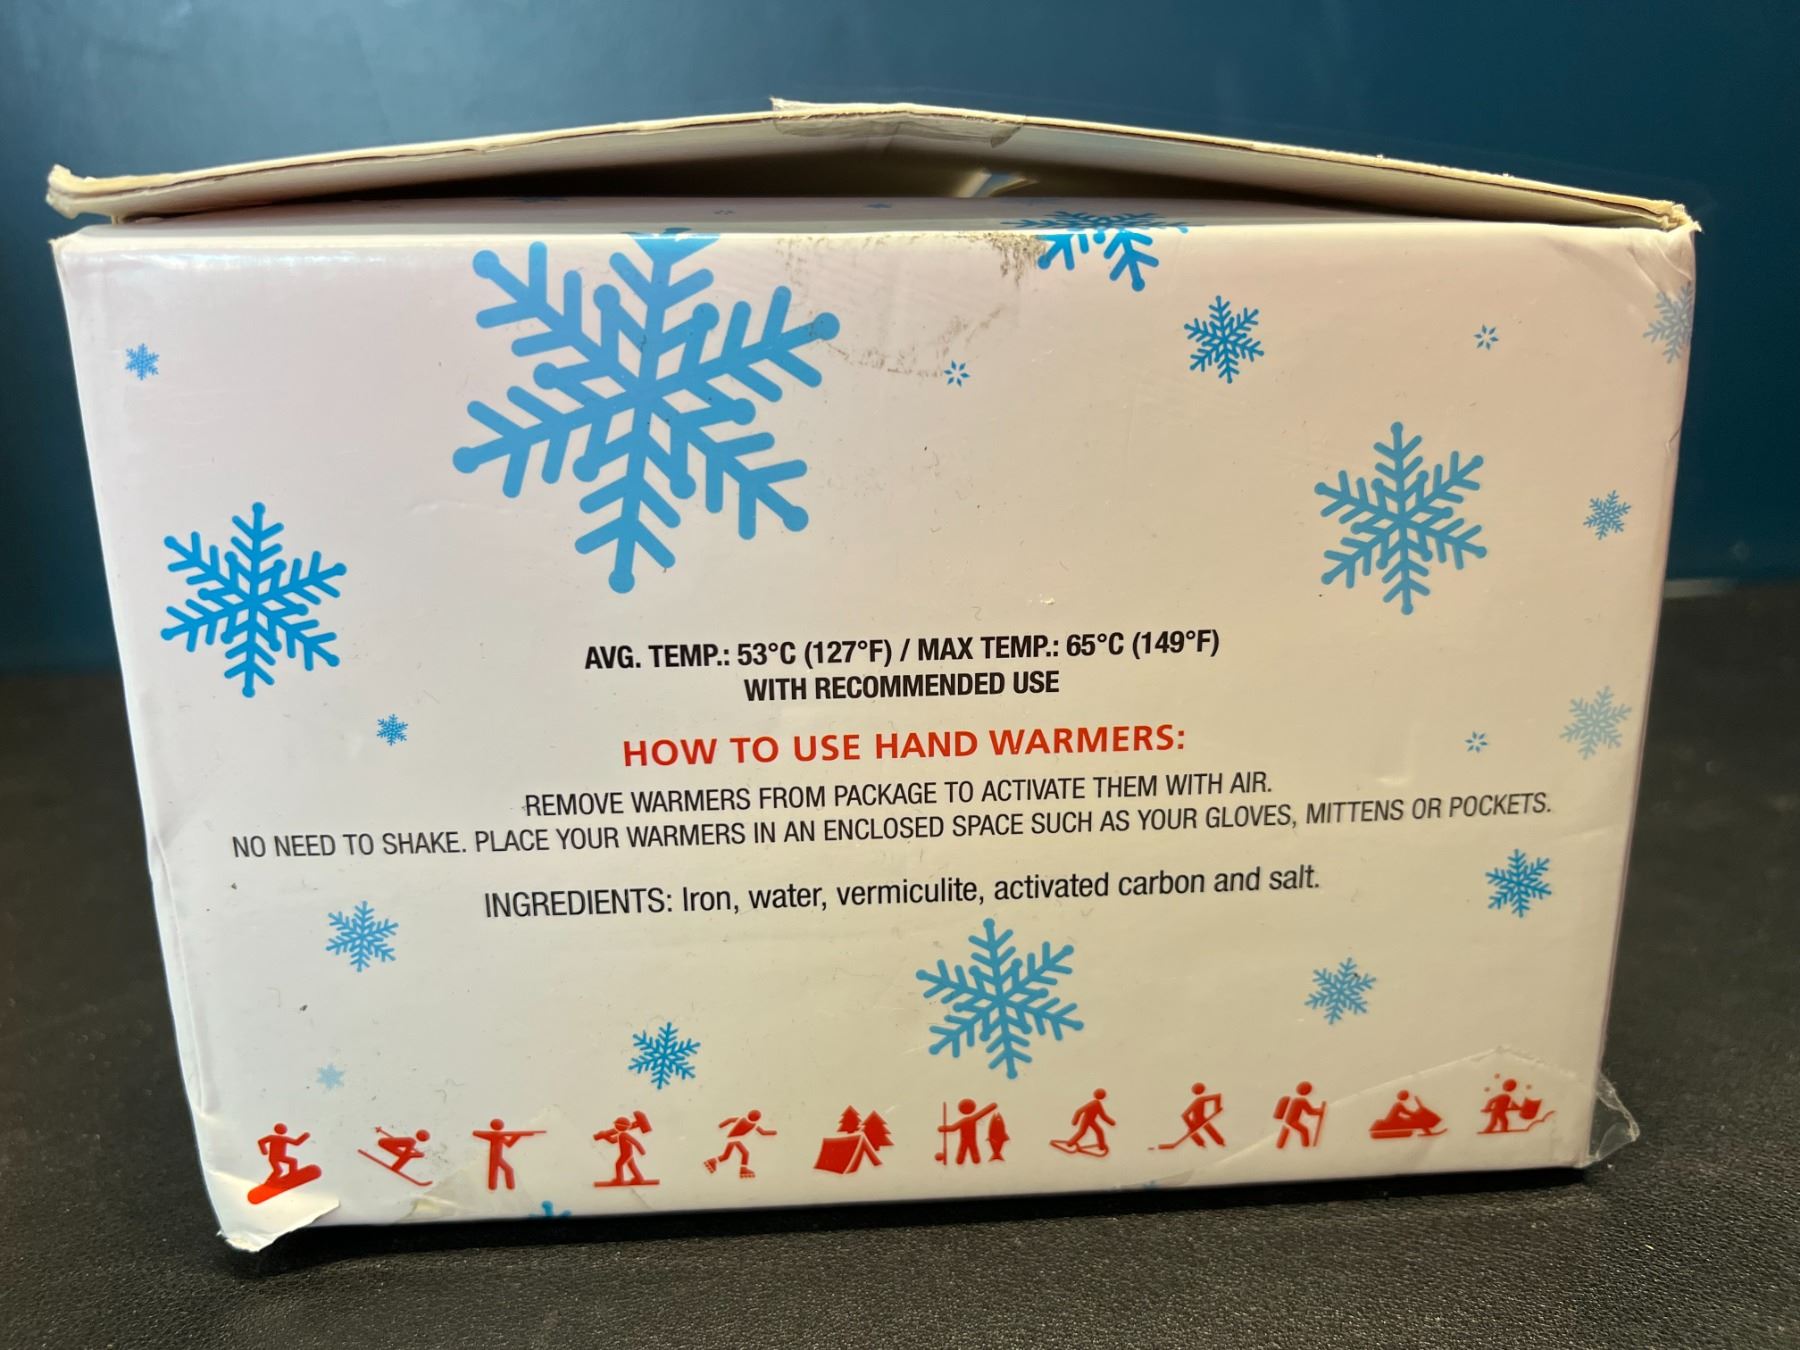 AVG. TEMP.: 53°C (127°F) / MAX TEMP.: 65°C (149°F)
WITH RECOMMENDED USE
HOW TO USE HAND WARMERS:
REMOVE WARMERS FROM PACKAGE TO ACTIVATE THEM WITH AIR.
NO NEED TO SHAKE. PLACE YOUR WARMERS IN AN ENCLOSED SPACE SUCH AS YOUR GLOVES, MITTENS OR POCKETS.
INGREDIENTS: Iron, water, vermiculite, activated carbon and salt.